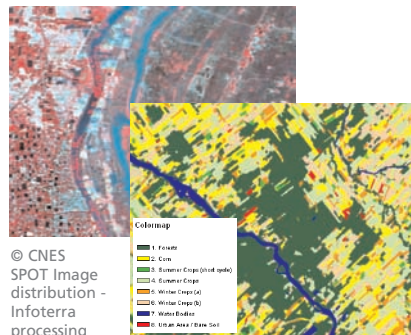 © CNES
SPOT Image
distribution -
Infoterra
processing
Colormap
1. Forests
2. Corn
3. Summer Crops (short cycle)
4. Summer Crops
5. Winter Crops (a)
6. Winter Crops (b)
7. Water Bodies
8. Urban Area / Bare Soil